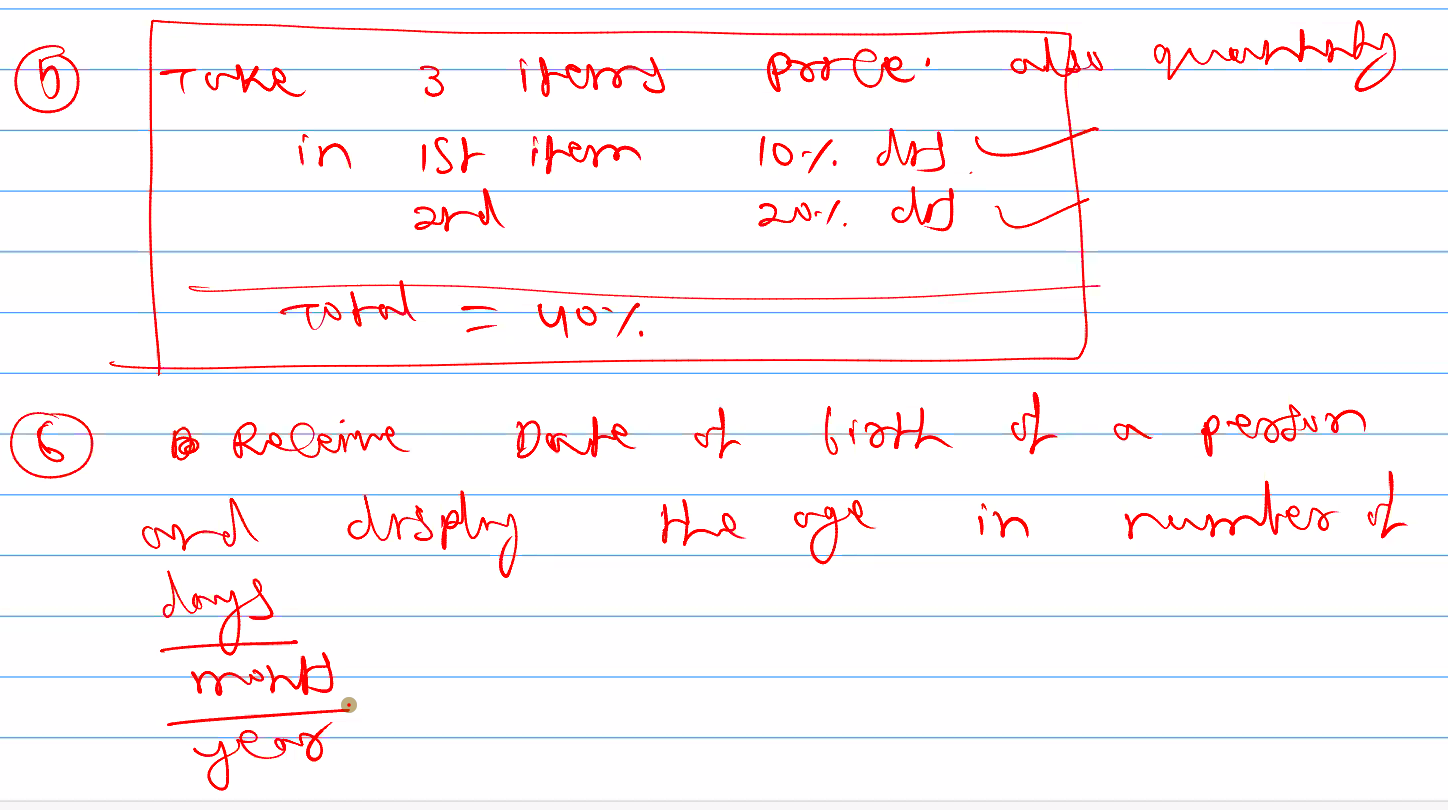 5 Take 3 items price. also quantity
in 1st item 10% dis
2nd 20% dis
Total = 40%
6 Receive Date of birth of a person
and display the age in number of
days
months
year